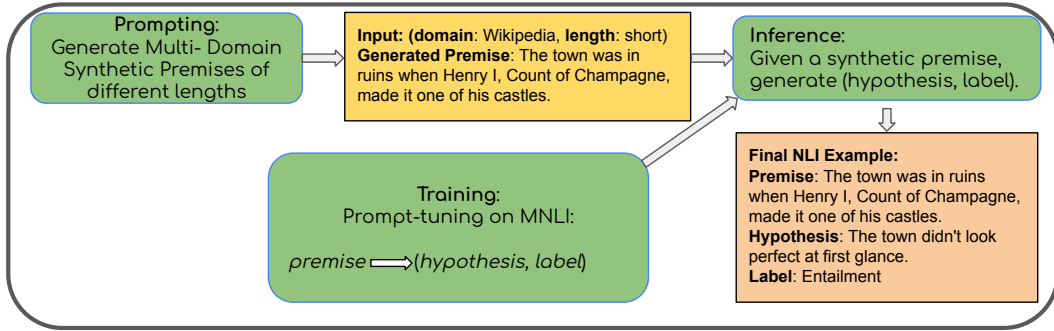 Prompting:
Generate Multi- Domain
Synthetic Premises of
different lengths
Input: (domain: Wikipedia, length: short)
Generated Premise: The town was in
ruins when Henry I, Count of Champagne,
made it one of his castles.
Inference:
Given a synthetic premise,
generate (hypothesis, label).
Training:
Prompt-tuning on MNLI:
premise (hypothesis, label)
Final NLI Example:
Premise: The town was in ruins
when Henry I, Count of Champagne,
made it one of his castles.
Hypothesis: The town didn't look
perfect at first glance.
Label: Entailment